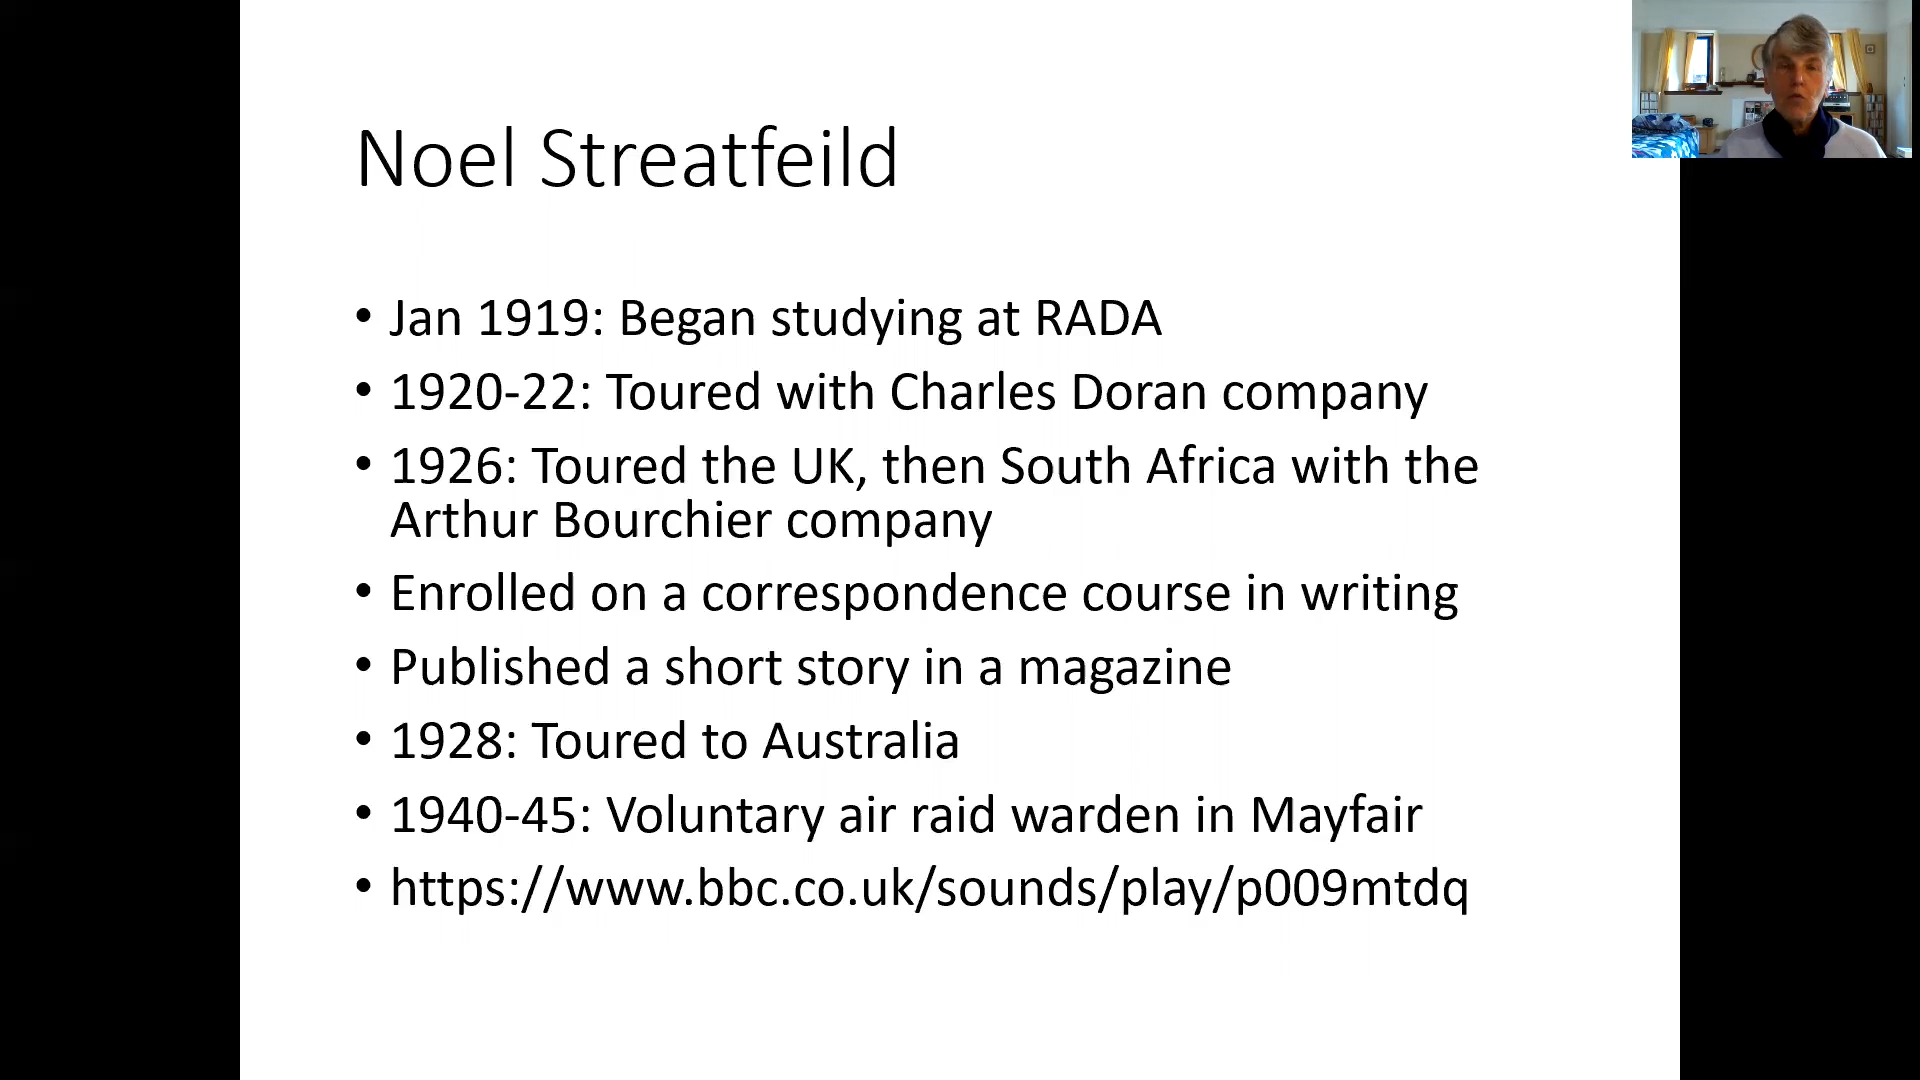 Noel Streatfeild
• Jan 1919: Began studying at RADA
• 1920-22: Toured with Charles Doran company
• 1926: Toured the UK, then South Africa with the
Arthur Bourchier company
• Enrolled on a correspondence course in writing
• Published a short story in a magazine
• 1928: Toured to Australia
• 1940-45: Voluntary air raid warden in Mayfair
• https://www.bbc.co.uk/sounds/play/p009mtdq